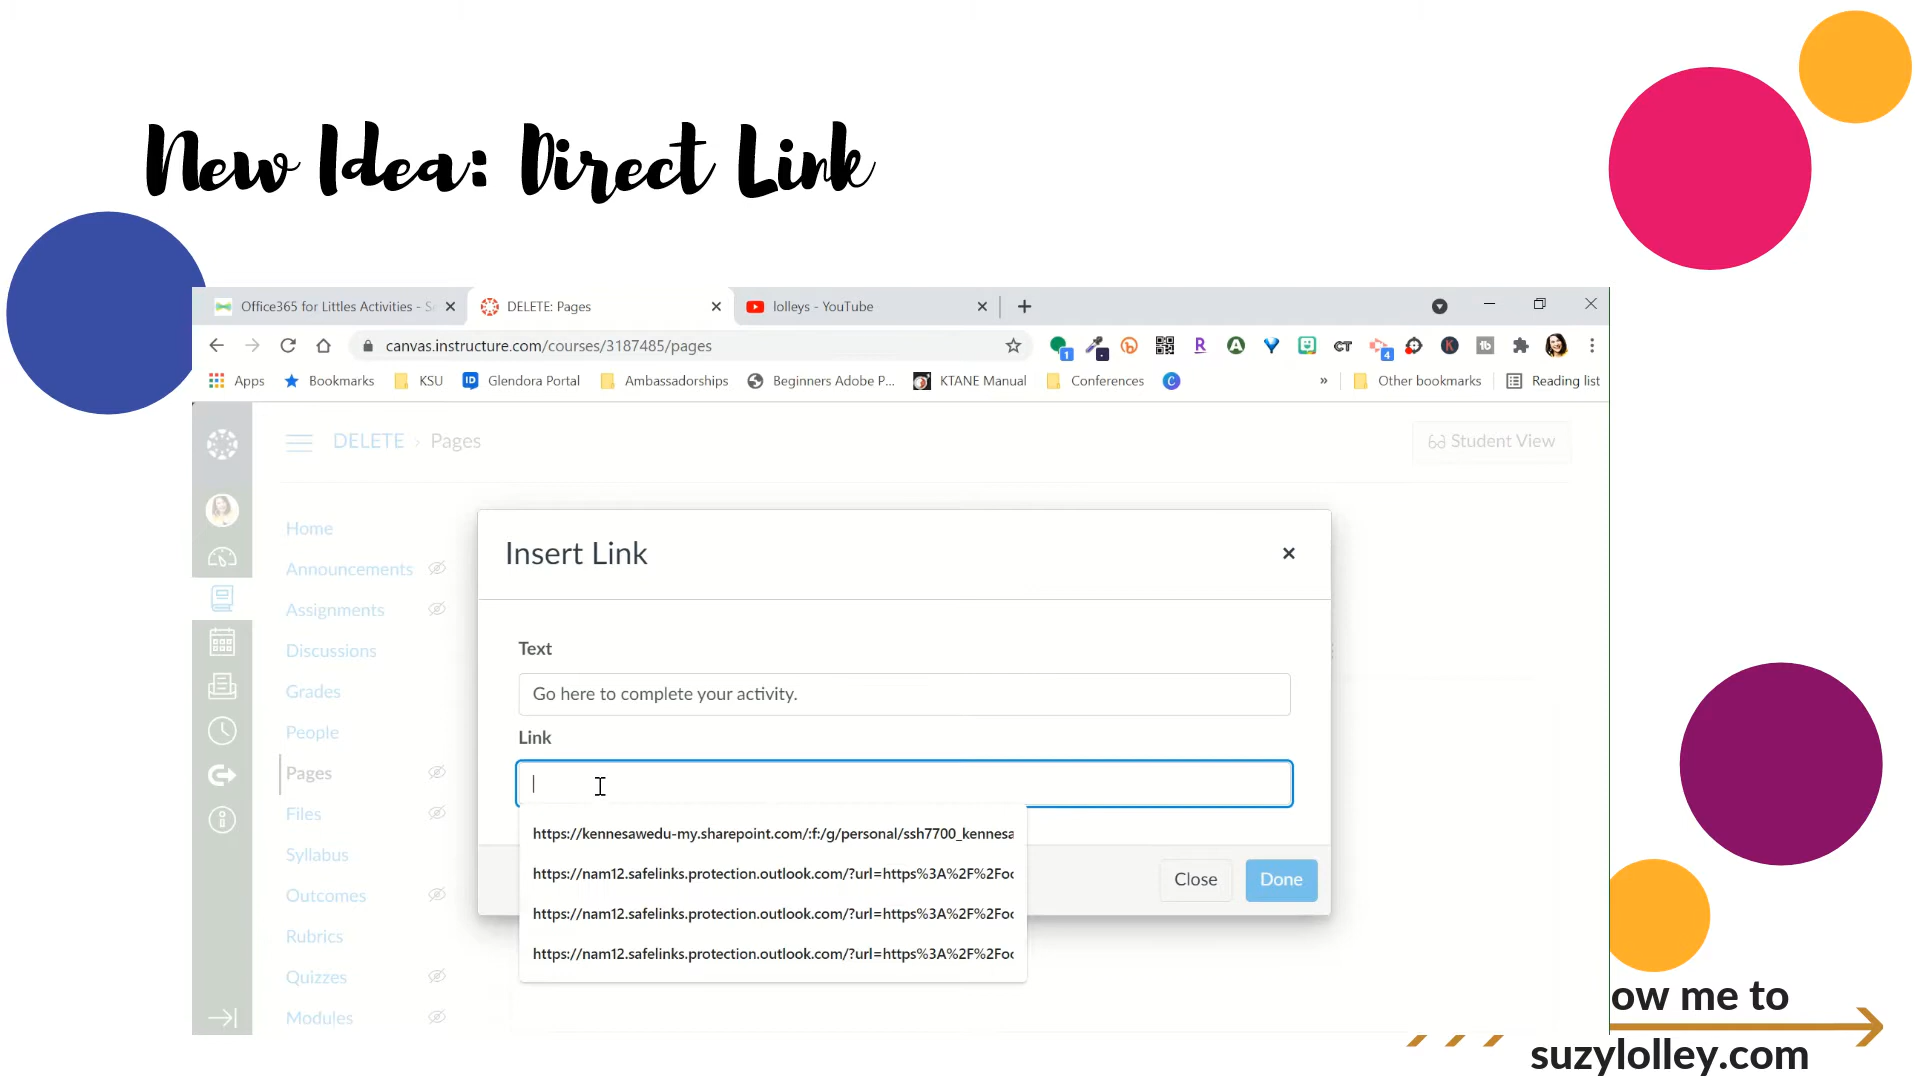 New Idea: Direct Link
Office365 for Littles Activities - S
DELETE: Pages
lolleys - YouTube
canvas.instructure.com/courses/3187485/pages
Apps
Bookmarks
KSU
Glendora Portal
Ambassadorships
Beginners Adobe P...
KTANE Manual
Conferences
»
Other bookmarks
Reading list
DELETE › Pages
Student View
Home
Announcements
Assignments
Discussions
Grades
People
Pages
Files
Syllabus
Outcomes
Rubrics
Quizzes
Modules
Insert Link
Text
Go here to complete your activity.
Link
https://kennesawedu-my.sharepoint.com/:f:/g/personal/ssh7700_kennesa
https://nam12.safelinks.protection.outlook.com/?url=https%3A%2F%2Foc
https://nam12.safelinks.protection.outlook.com/?url=https%3A%2F%2Foc
https://nam12.safelinks.protection.outlook.com/?url=https%3A%2F%2Foc
Close
Done
ow me to
suzylolley.com